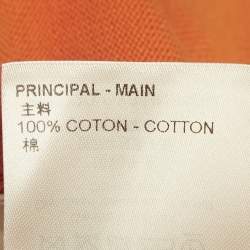 PRINCIPAL - MAIN
主料
100% COTON - COTTON
棉